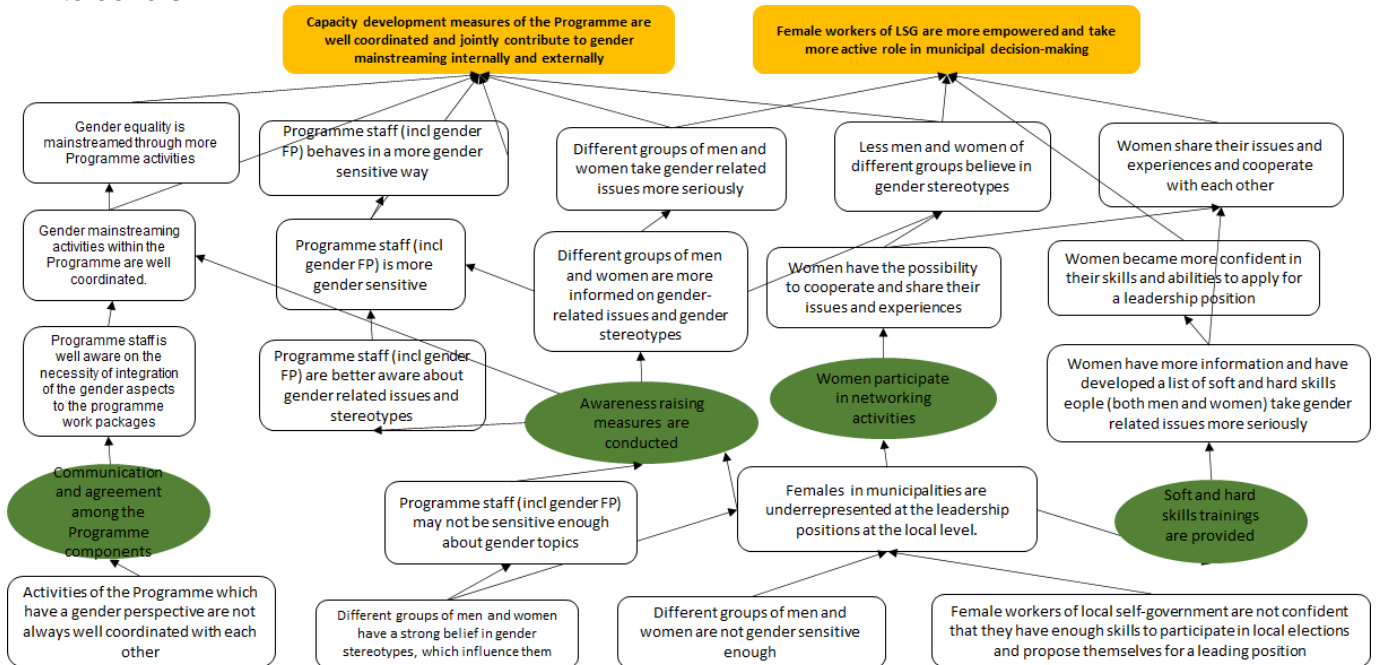 Capacity development measures of the Programme are
well coordinated and jointly contribute to gender
mainstreaming internally and externally
Female workers of LSG are more empowered and take
more active role in municipal decision-making
Gender equality is
mainstreamed through more
Programme activities
Programme staff (incl gender
FP) behaves in a more gender
sensitive way
Different groups of men and
women take gender related
issues more seriously
Less men and women of
different groups believe in
gender stereotypes
Women share their issues and
experiences and cooperate
with each other
Gender mainstreaming
activities within the
Programme are well
coordinated.
Programme staff (incl
gender FP) is more
gender sensitive
Different groups of men
and women are more
informed on gender-
related issues and gender
stereotypes
Women have the possibility
to cooperate and share their
issues and experiences
Women became more confident in
their skills and abilities to apply for
a leadership position
Programme staff is
well aware on the
necessity of integration
of the gender aspects
to the programme
work packages
Programme staff (incl gender
FP) are better aware about
gender related issues and
stereotypes
Awareness raising
measures are
conducted
Women participate
in networking
activities
Women have more information and have
developed a list of soft and hard skills
eople (both men and women) take gender
related issues more seriously
Communication
and agreement
among the
Programme
components
Programme staff (incl gender FP)
may not be sensitive enough
about gender topics
Females in municipalities are
underrepresented at the leadership
positions at the local level.
Soft and hard
skills trainings
are provided
Activities of the Programme which
have a gender perspective are not
always well coordinated with each
other
Different groups of men and women
have a strong belief in gender
stereotypes, which influence them
Different groups of men and
women are not gender sensitive
enough
Female workers of local self-government are not confident
that they have enough skills to participate in local elections
and propose themselves for a leading position